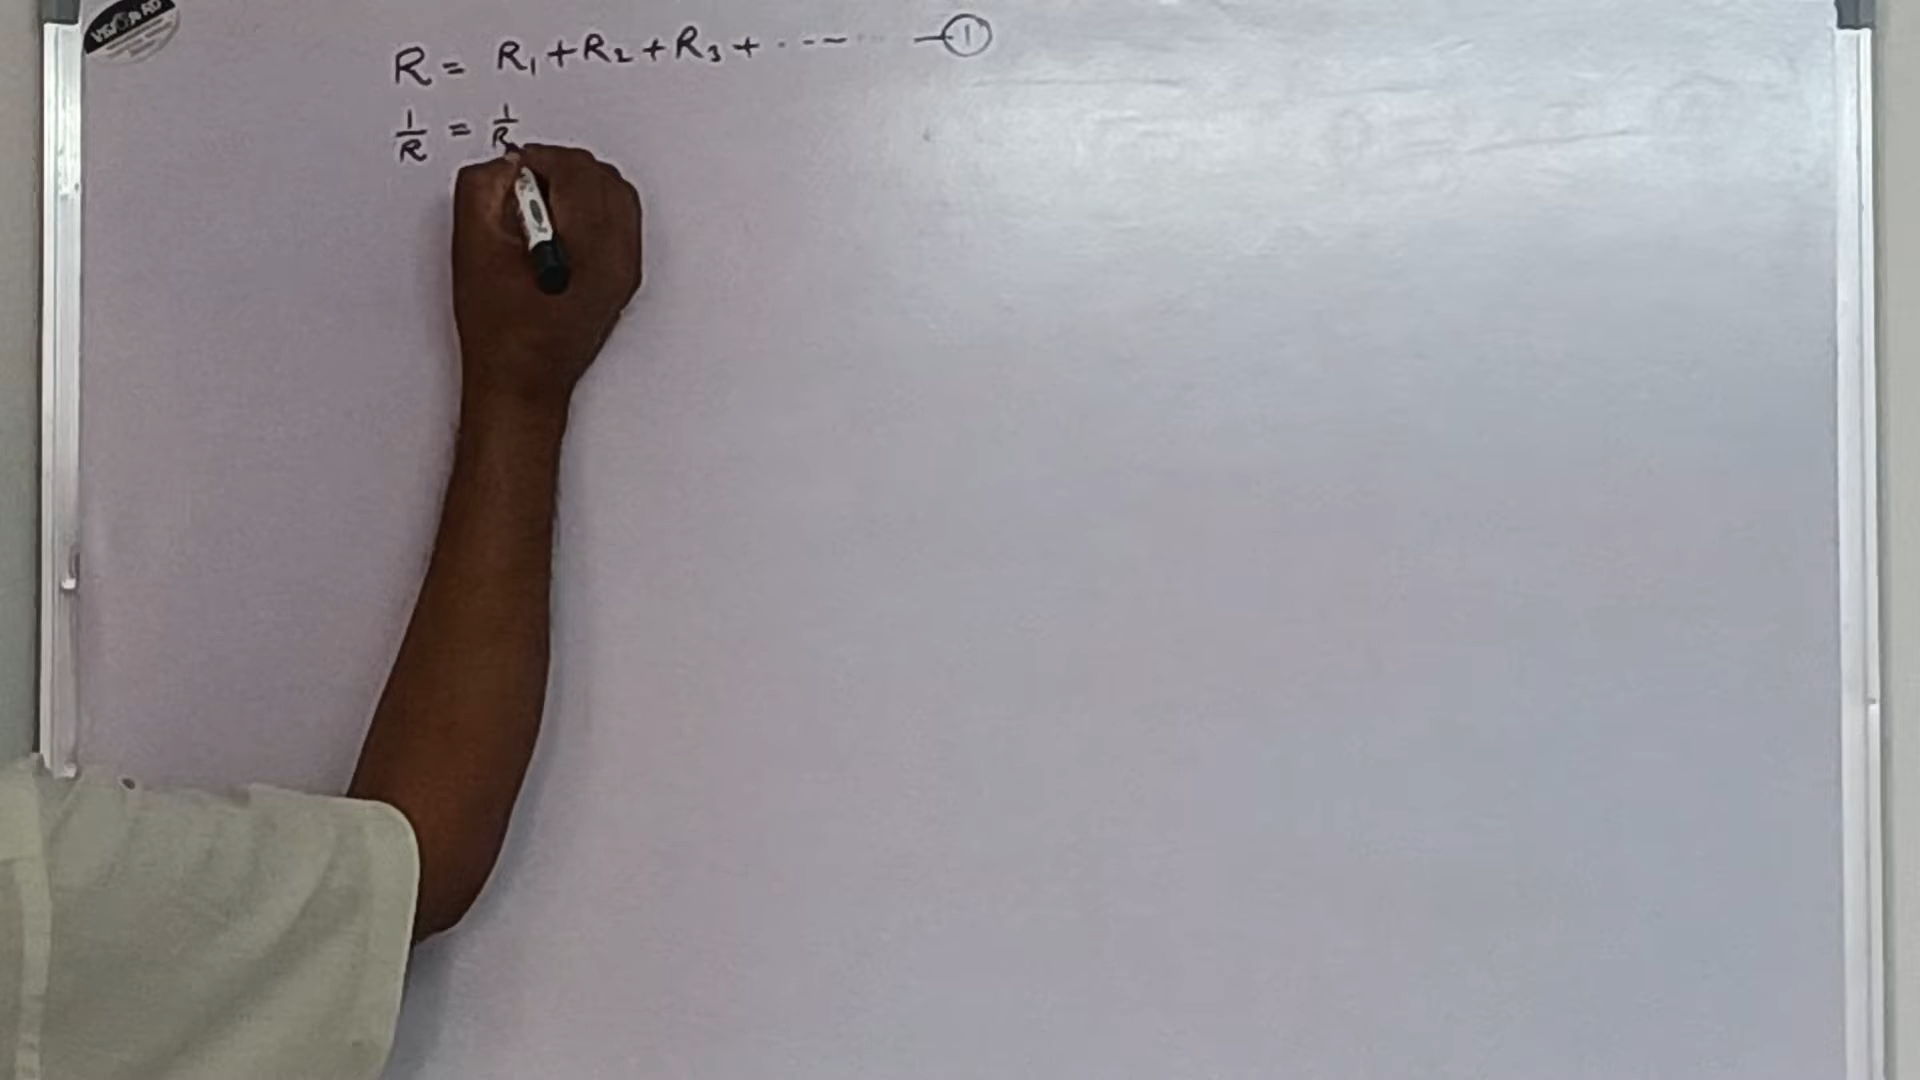 R = R₁ + R₂ + R₃ + ------ —①
1/R = 1/R